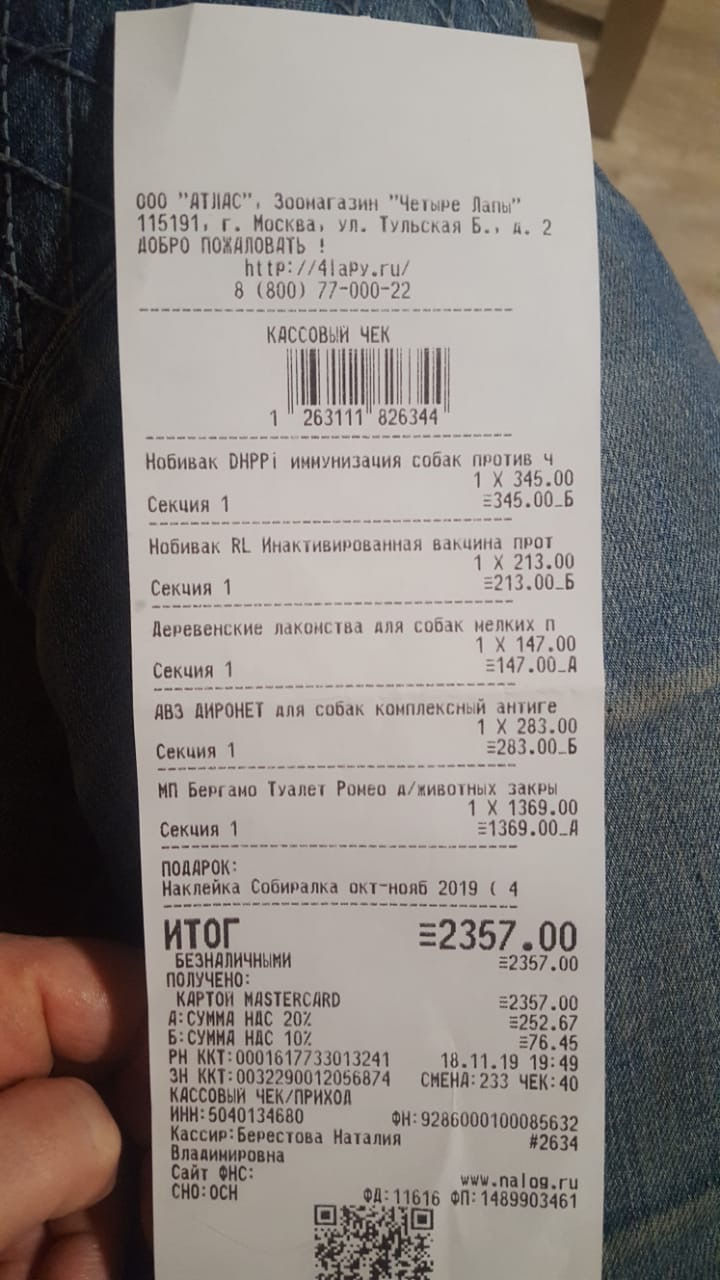 ООО "АТЛАС", Зоомагазин "Четыре Лапы"
115191, г. Москва, ул. Тульская Б., д. 2
ДОБРО ПОЖАЛОВАТЬ !
http://4lapy.ru/
8 (800) 77-000-22
КАССОВЫЙ ЧЕК
1 263111 826344
Нобивак DHPPi иммунизация собак против ч
1 X 345.00
Секция 1 ≡345.00_Б
Нобивак RL Инактивированная вакцина прот
1 X 213.00
Секция 1 ≡213.00_Б
Деревенские лакомства для собак мелких п
1 X 147.00
Секция 1 ≡147.00_А
АВЗ ДИРОНЕТ для собак комплексный антиге
1 X 283.00
Секция 1 ≡283.00_Б
МП Бергамо Туалет Ромео д/животных закры
1 X 1369.00
Секция 1 ≡1369.00_А
ПОДАРОК:
Наклейка Собиралка окт-нояб 2019 ( 4
ИТОГ ≡2357.00
БЕЗНАЛИЧНЫМИ ≡2357.00
ПОЛУЧЕНО:
КАРТОЙ MASTERCARD ≡2357.00
А:СУММА НДС 20% ≡252.67
Б:СУММА НДС 10% ≡76.45
РН ККТ:0001617733013241 18.11.19 19:49
ЗН ККТ:0032290012056874 СМЕНА:233 ЧЕК:40
КАССОВЫЙ ЧЕК/ПРИХОД
ИНН:5040134680 ФН:9286000100085632
Кассир:Берестова Наталия #2634
Владимировна
Сайт ФНС: www.nalog.ru
СНО:ОСН ФД:11616 ФП:1489903461